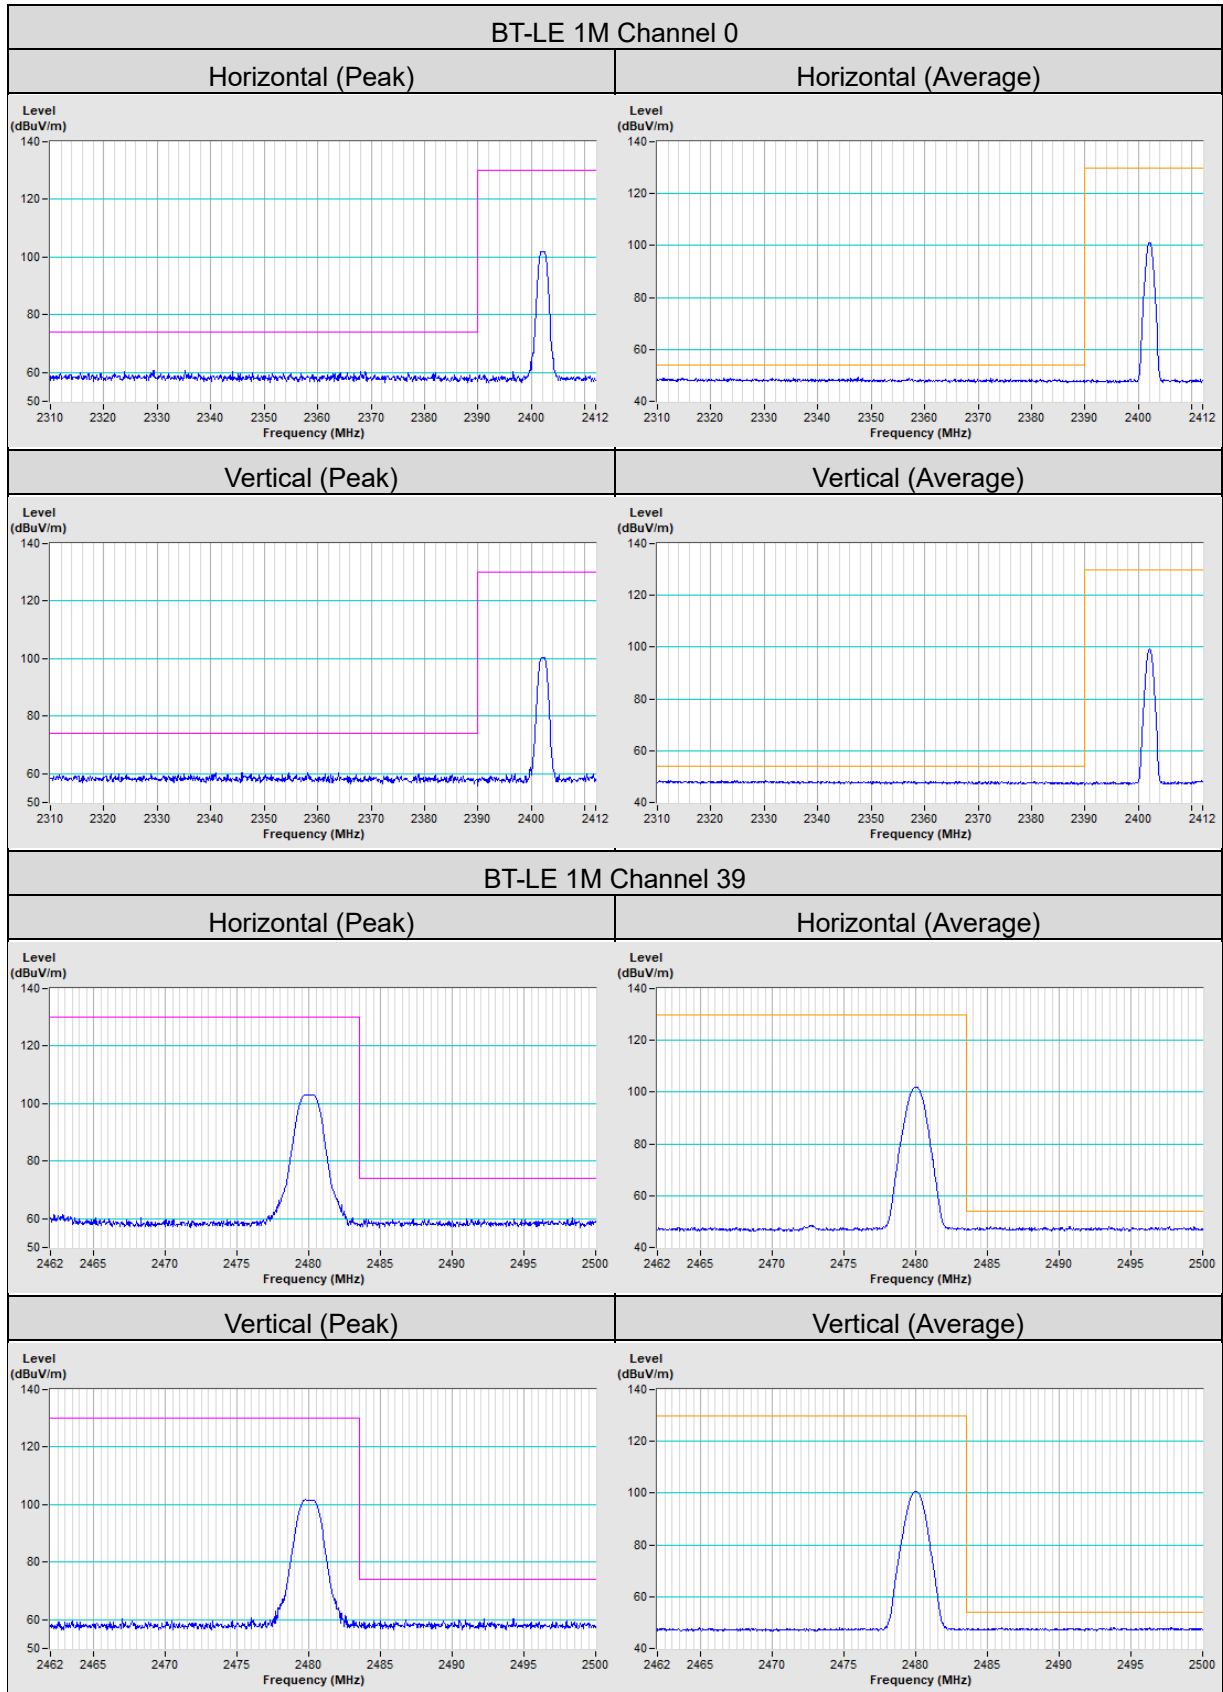 BT-LE 1M Channel 0
Horizontal (Peak) Horizontal (Average)
Level Level
(dBuV/m) (dBuV/m)
140 140
120 120
100 100
80 80
60 60
50 40
2310 2320 2330 2340 2350 2360 2370 2380 2390 2400 2412 2310 2320 2330 2340 2350 2360 2370 2380 2390 2400 2412
Frequency (MHz) Frequency (MHz)
Vertical (Peak) Vertical (Average)
Level Level
(dBuV/m) (dBuV/m)
140 140
120 120
100 100
80 80
60 60
50 40
2310 2320 2330 2340 2350 2360 2370 2380 2390 2400 2412 2310 2320 2330 2340 2350 2360 2370 2380 2390 2400 2412
Frequency (MHz) Frequency (MHz)
BT-LE 1M Channel 39
Horizontal (Peak) Horizontal (Average)
Level Level
(dBuV/m) (dBuV/m)
140 140
120 120
100 100
80 80
60 60
50 40
2462 2465 2470 2475 2480 2485 2490 2495 2500 2462 2465 2470 2475 2480 2485 2490 2495 2500
Frequency (MHz) Frequency (MHz)
Vertical (Peak) Vertical (Average)
Level Level
(dBuV/m) (dBuV/m)
140 140
120 120
100 100
80 80
60 60
50 40
2462 2465 2470 2475 2480 2485 2490 2495 2500 2462 2465 2470 2475 2480 2485 2490 2495 2500
Frequency (MHz) Frequency (MHz)